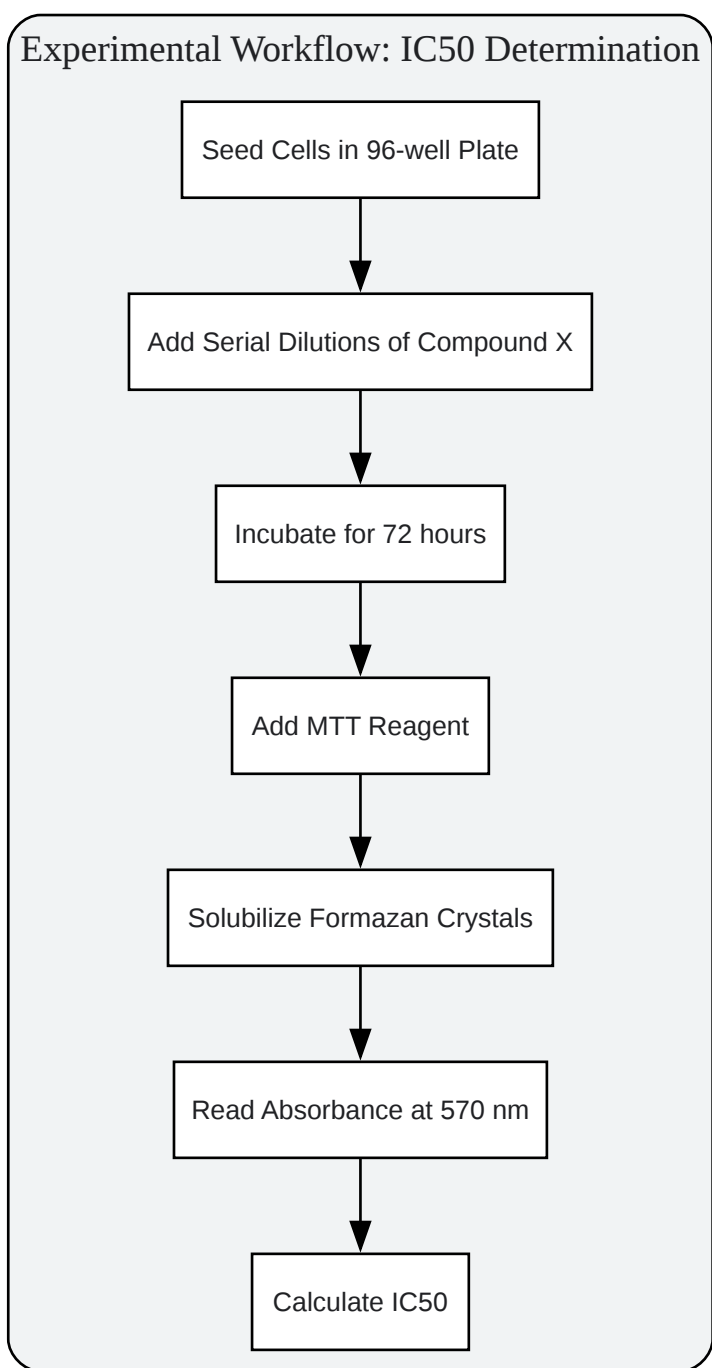 Experimental Workflow: IC50 Determination
Seed Cells in 96-well Plate
Add Serial Dilutions of Compound X
Incubate for 72 hours
Add MTT Reagent
Solubilize Formazan Crystals
Read Absorbance at 570 nm
Calculate IC50